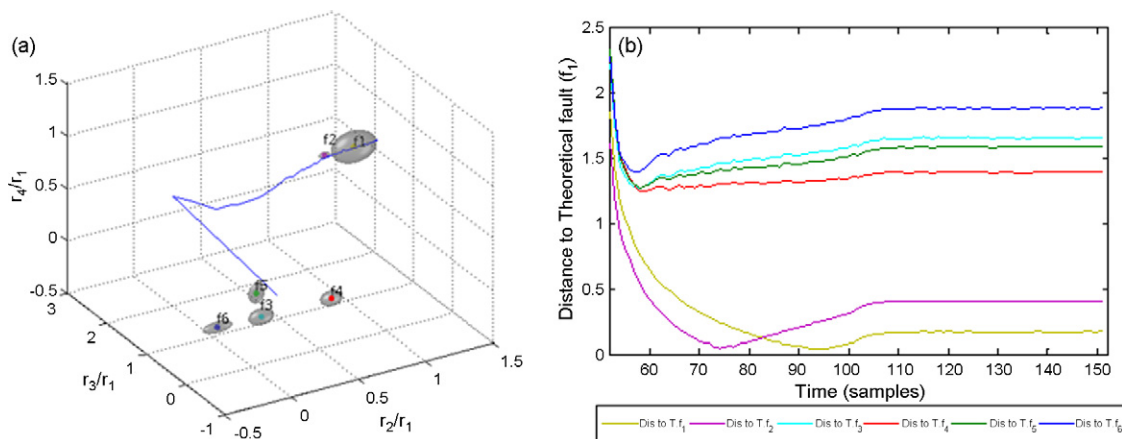 (a)
1.5
1
0.5
0
-0.5
r4/r1
3
2
1
0
-1
r3/r1
-0.5
0
0.5
1
1.5
r2/r1
f2
f1
f5
f4
f3
f6
(b)
2.5
2
1.5
1
0.5
0
Distance to Theoretical fault (f1)
60 70 80 90 100 110 120 130 140 150
Time (samples)
Dis to T.f1 Dis to T.f2 Dis to T.f3 Dis to T.f4 Dis to T.f5 Dis to T.f6